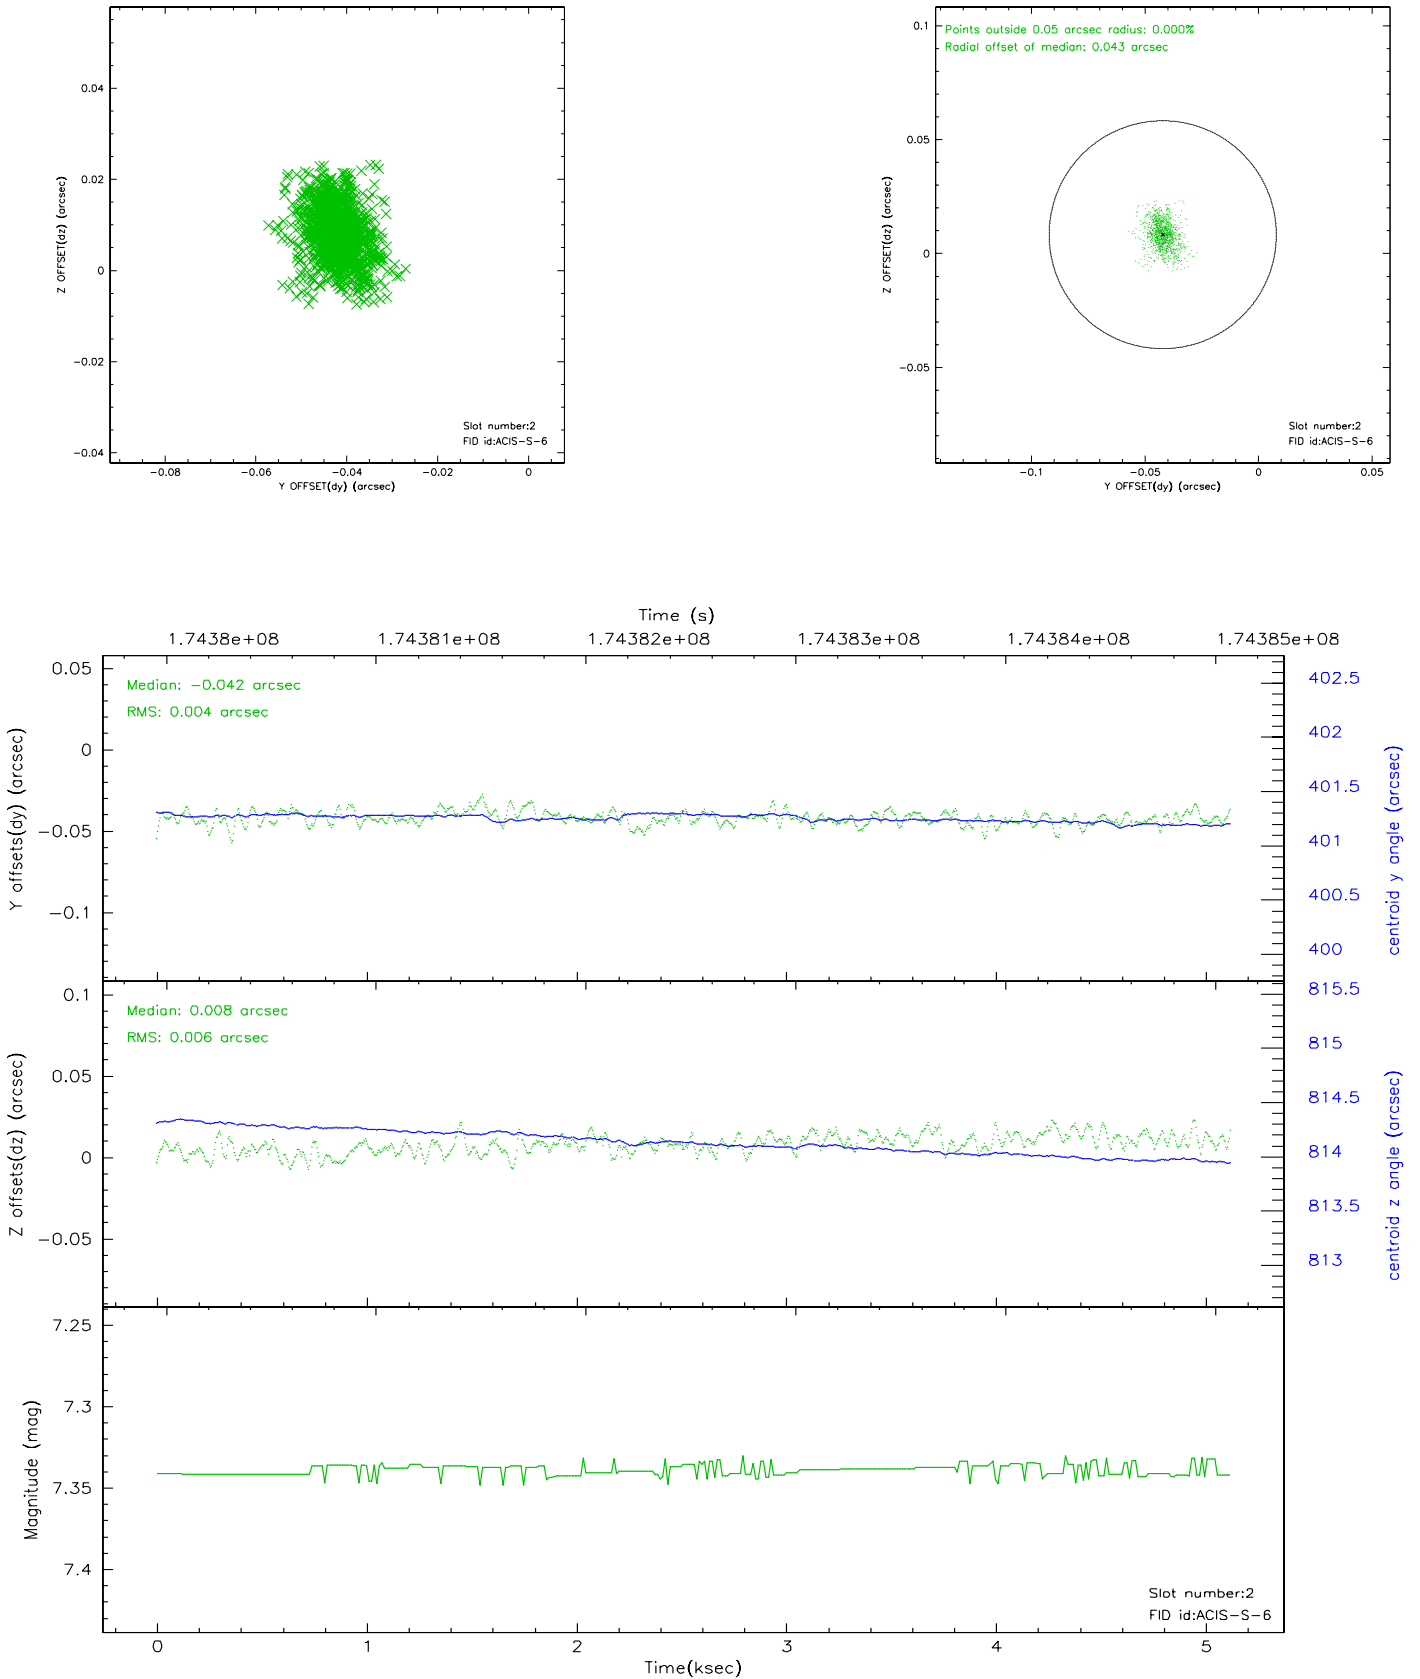 0.04
0.02
0
−0.02
−0.04
Z OFFSET(dz) (arcsec)
Slot number:2
FID id:ACIS−S−6
−0.08
−0.06
−0.04
−0.02
0
Y OFFSET(dy) (arcsec)
Points outside 0.05 arcsec radius: 0.000%
Radial offset of median: 0.043 arcsec
0.1
0.05
0
−0.05
Z OFFSET(dz) (arcsec)
Slot number:2
FID id:ACIS−S−6
−0.1
−0.05
0
0.05
Y OFFSET(dy) (arcsec)
Time (s)
1.7438e+08
1.74381e+08
1.74382e+08
1.74383e+08
1.74384e+08
1.74385e+08
Median: −0.042 arcsec
RMS: 0.004 arcsec
0.05
0
−0.05
−0.1
Y offsets(dy) (arcsec)
402.5
402
401.5
401
400.5
400
centroid y angle (arcsec)
Median: 0.008 arcsec
RMS: 0.006 arcsec
0.1
0.05
0
−0.05
Z offsets(dz) (arcsec)
815.5
815
814.5
814
813.5
813
centroid z angle (arcsec)
7.25
7.3
7.35
7.4
Magnitude (mag)
Slot number:2
FID id:ACIS−S−6
0
1
2
3
4
5
Time(ksec)